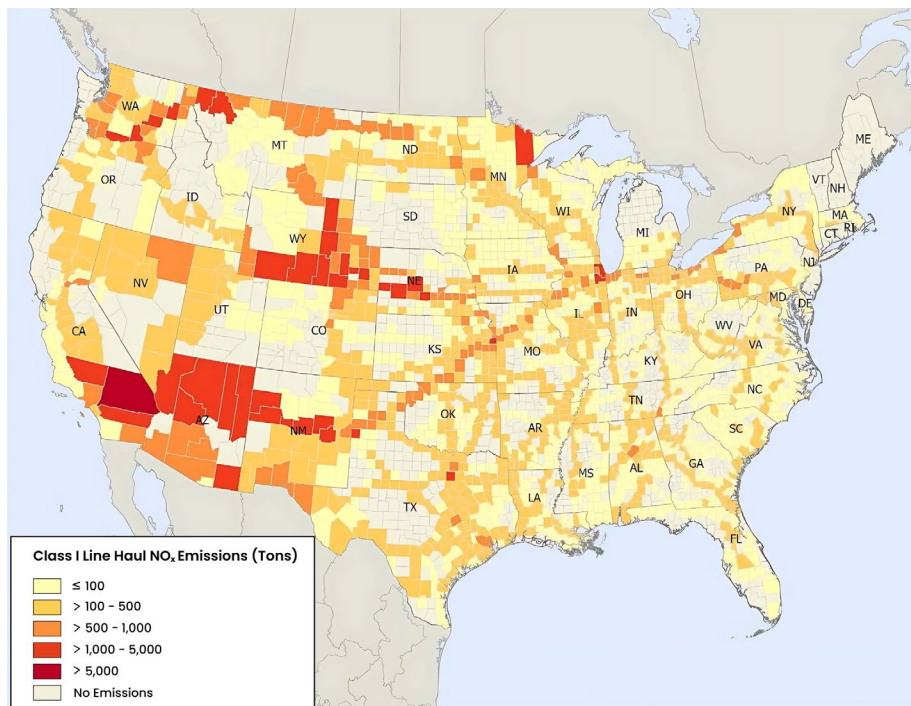 WA
MT
ND
MN
ME
OR
ID
SD
WI
VT
NH
NY
MA
CT
RI
WY
MI
IA
NE
PA
NJ
NV
UT
CO
IL
IN
OH
MD
DE
CA
KS
MO
WV
VA
KY
AZ
NM
OK
AR
TN
NC
SC
TX
LA
MS
AL
GA
FL
Class I Line Haul NOₓ Emissions (Tons)
≤ 100
> 100 - 500
> 500 - 1,000
> 1,000 - 5,000
> 5,000
No Emissions